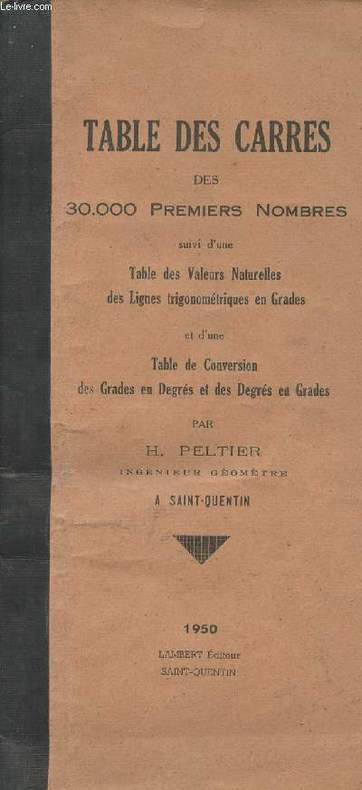 Le-livre.com
TABLE DES CARRES
DES
30.000 PREMIERS NOMBRES
suivi d'une
Table des Valeurs Naturelles
des Lignes trigonométriques en Grades
et d'une
Table de Conversion
des Grades en Degrés et des Degrés en Grades
PAR
H. PELTIER
INGENIEUR GÉOMÈTRE
A SAINT-QUENTIN
1950
LAMBERT Éditeur
SAINT-QUENTIN